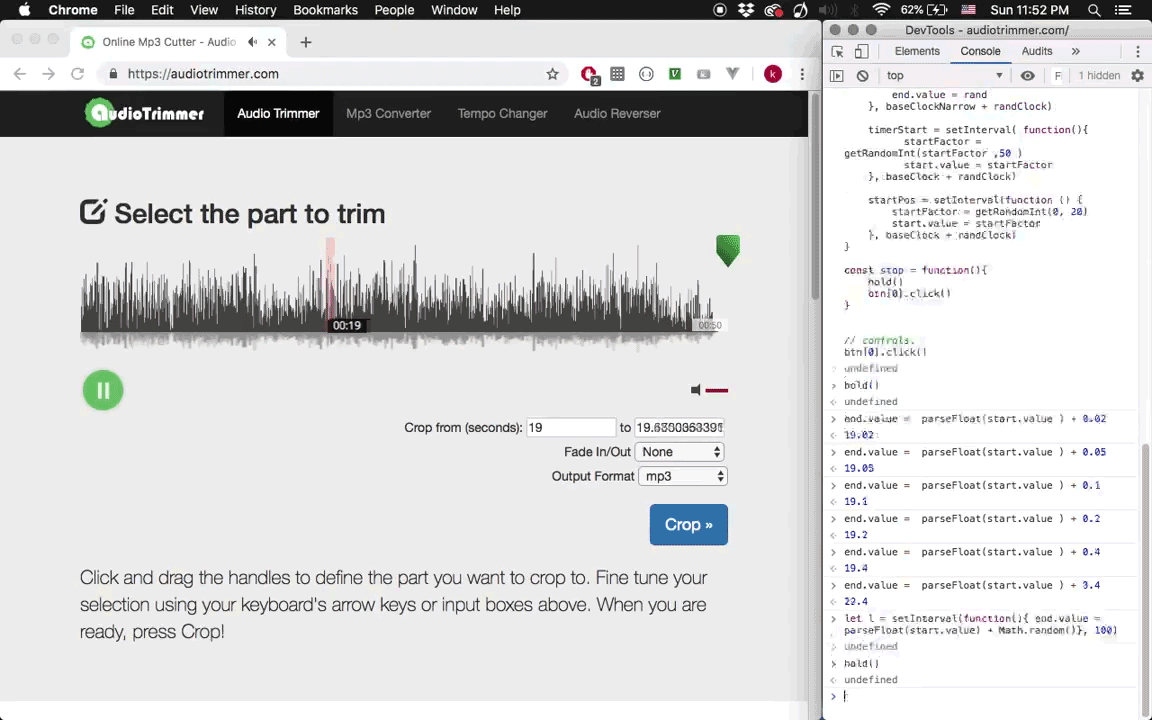 Chrome File Edit View History Bookmarks People Window Help
62% Sun 11:52 PM
Online Mp3 Cutter - Audio
https://audiotrimmer.com
2
k
audioTrimmer Audio Trimmer Mp3 Converter Tempo Changer Audio Reverser
Select the part to trim
00:19
00:50
Crop from (seconds): 19 to
Fade In/Out None
Output Format mp3
Crop »
Click and drag the handles to define the part you want to crop to. Fine tune your
selection using your keyboard's arrow keys or input boxes above. When you are
ready, press Crop!
DevTools - audiotrimmer.com/
Elements Console Audits »
top F 1 hidden
end.value = rand
}, baseClockNarrow + randClock)
timerStart = setInterval( function(){
startFactor =
getRandomInt(startFactor ,50 )
start.value = startFactor
}, baseClock + randClock)
startPos = setInterval(function () {
startFactor = getRandomInt(0, 20)
start.value = startFactor
}, baseClock + randClock)
}
const stop = function(){
hold()
btn[0].click()
}
// controls.
btn[0].click()
undefined
> hold()
undefined
> end.value = parseFloat(start.value ) + 0.02
19.02
> end.value = parseFloat(start.value ) + 0.05
19.05
> end.value = parseFloat(start.value ) + 0.1
19.1
> end.value = parseFloat(start.value ) + 0.2
19.2
> end.value = parseFloat(start.value ) + 0.4
19.4
> end.value = parseFloat(start.value ) + 3.4
22.4
> let l = setInterval(function(){ end.value =
parseFloat(start.value) + Math.random()}, 100)
undefined
> hold()
undefined
>